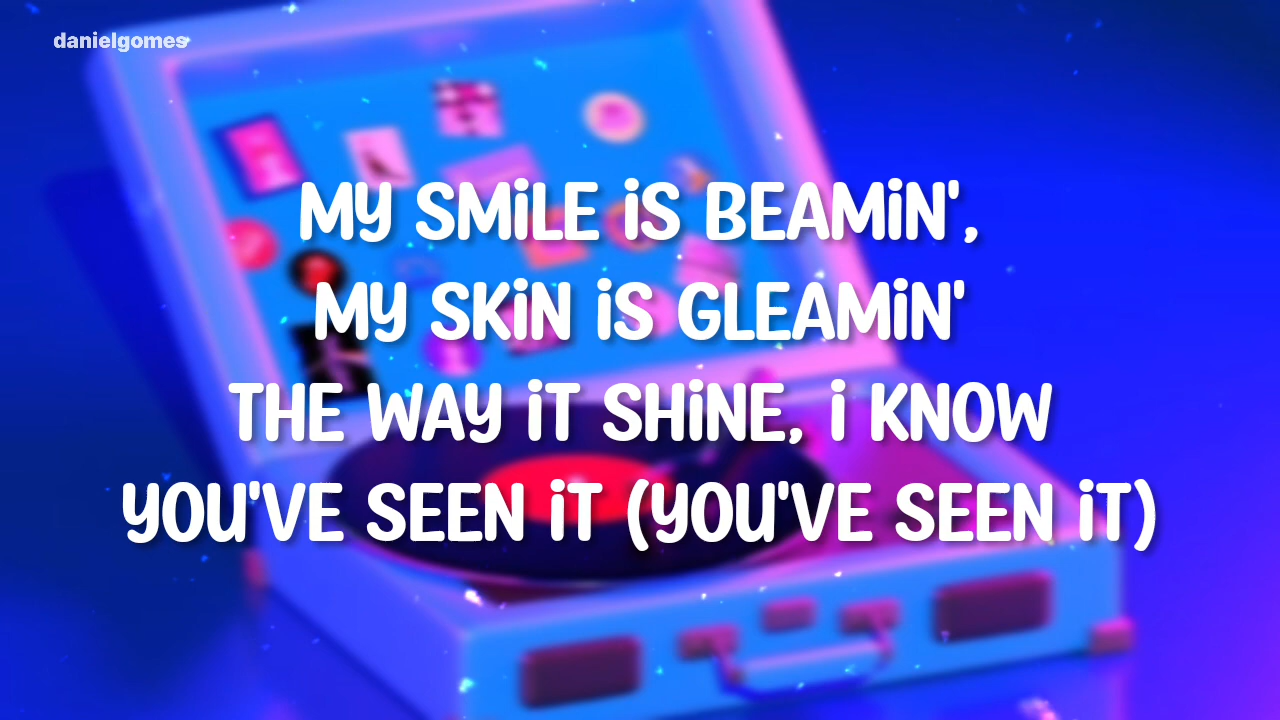 danielgomes
MY SMiLE iS BEAMiN',
MY SKiN iS GLEAMiN'
THE WAY iT SHiNE, i KNOW
YOU'VE SEEN iT (YOU'VE SEEN iT)